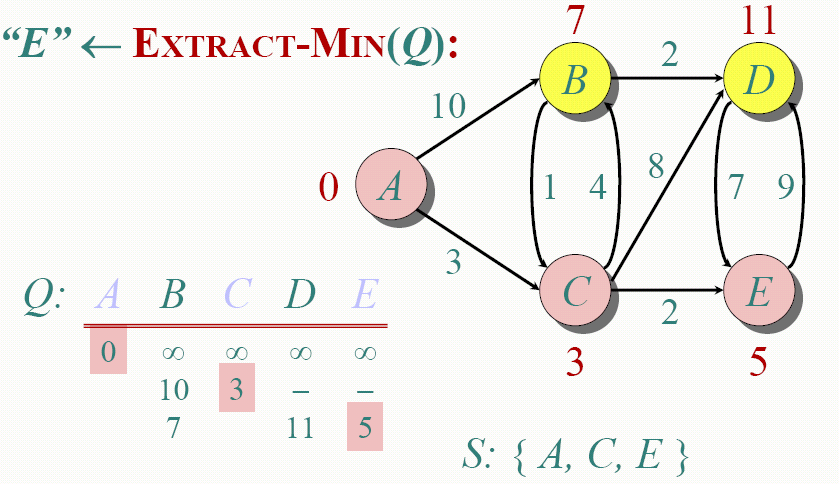 “E” ← EXTRACT-MIN(Q):
7
11
B
2
D
10
0
A
1
4
8
7
9
3
C
2
E
3
5
Q: A B C D E
0 ∞ ∞ ∞ ∞
10 3 – –
7 11 5
S: { A, C, E }